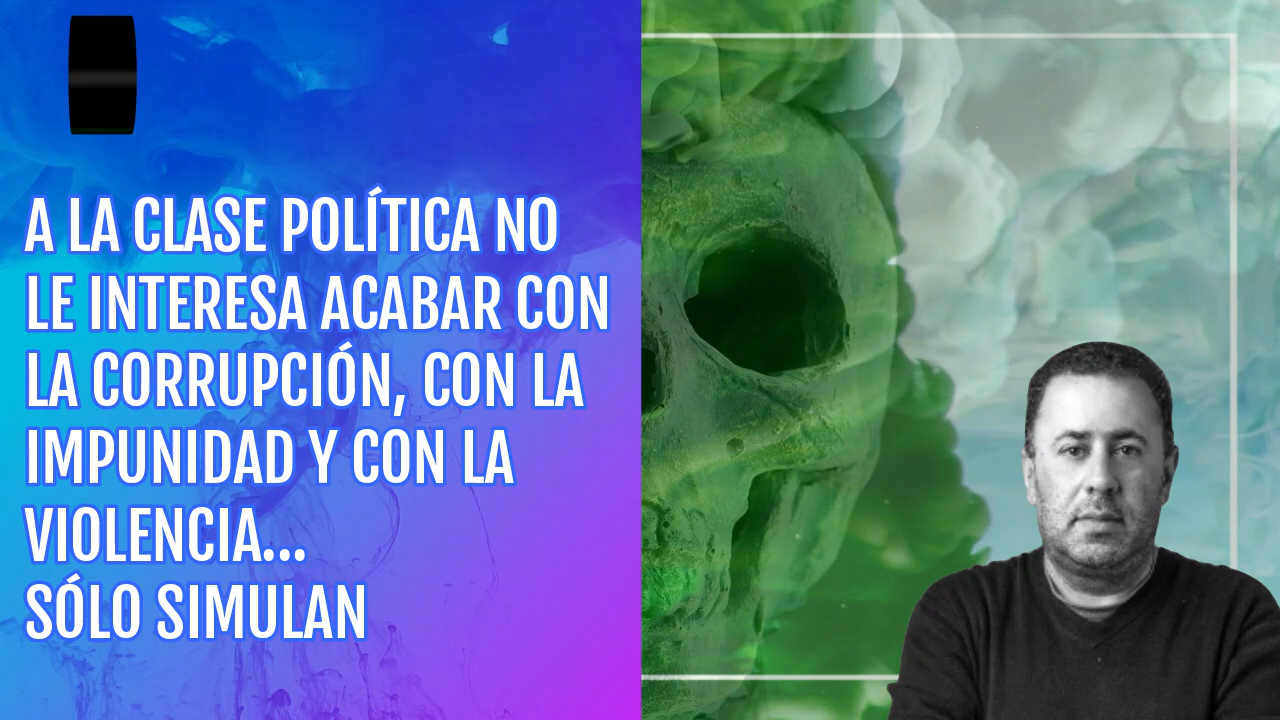 A LA CLASE POLÍTICA NO
LE INTERESA ACABAR CON
LA CORRUPCIÓN, CON LA
IMPUNIDAD Y CON LA
VIOLENCIA...
SÓLO SIMULAN